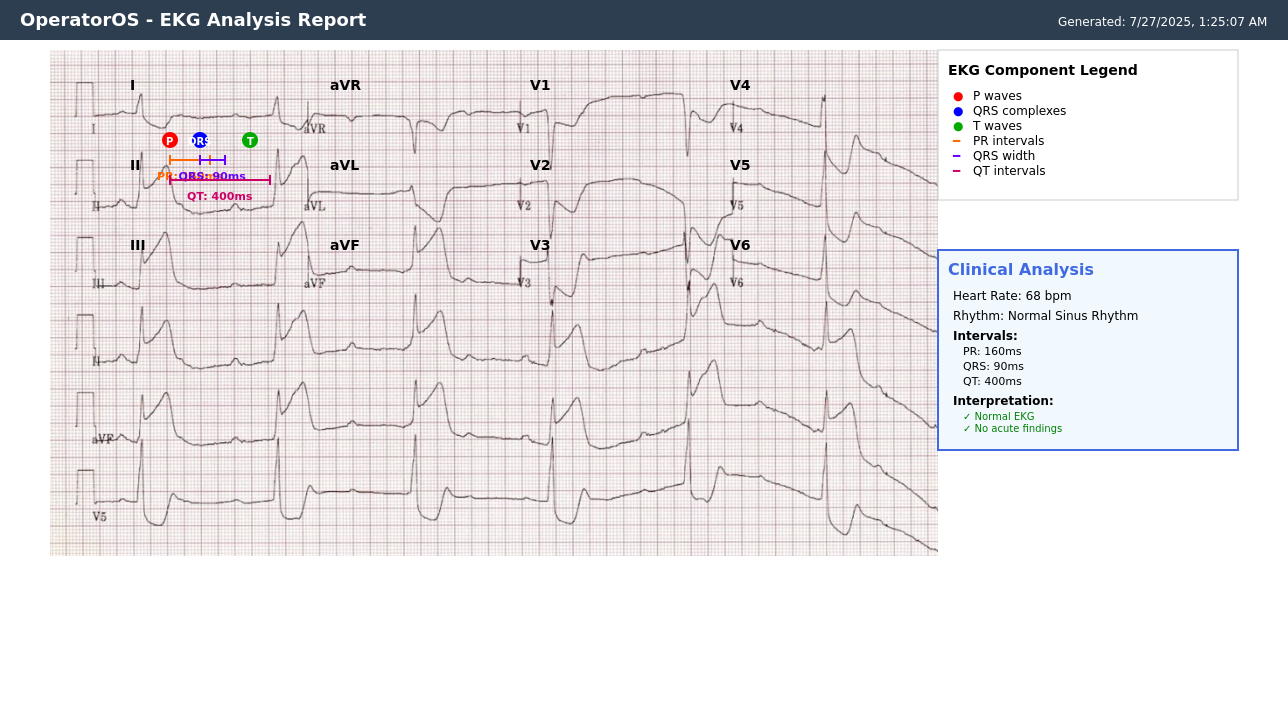 OperatorOS - EKG Analysis Report
Generated: 7/27/2025, 1:25:07 AM
I aVR V1 V4
I aVR V1 V4
P QRS T
II aVL V2 V5
PR: QRS: 90ms
QT: 400ms
II aVL V2 V5
III aVF V3 V6
III aVF V3 V6
II
aVF
V5
EKG Component Legend
P waves
QRS complexes
T waves
PR intervals
QRS width
QT intervals
Clinical Analysis
Heart Rate: 68 bpm
Rhythm: Normal Sinus Rhythm
Intervals:
PR: 160ms
QRS: 90ms
QT: 400ms
Interpretation:
✓ Normal EKG
✓ No acute findings